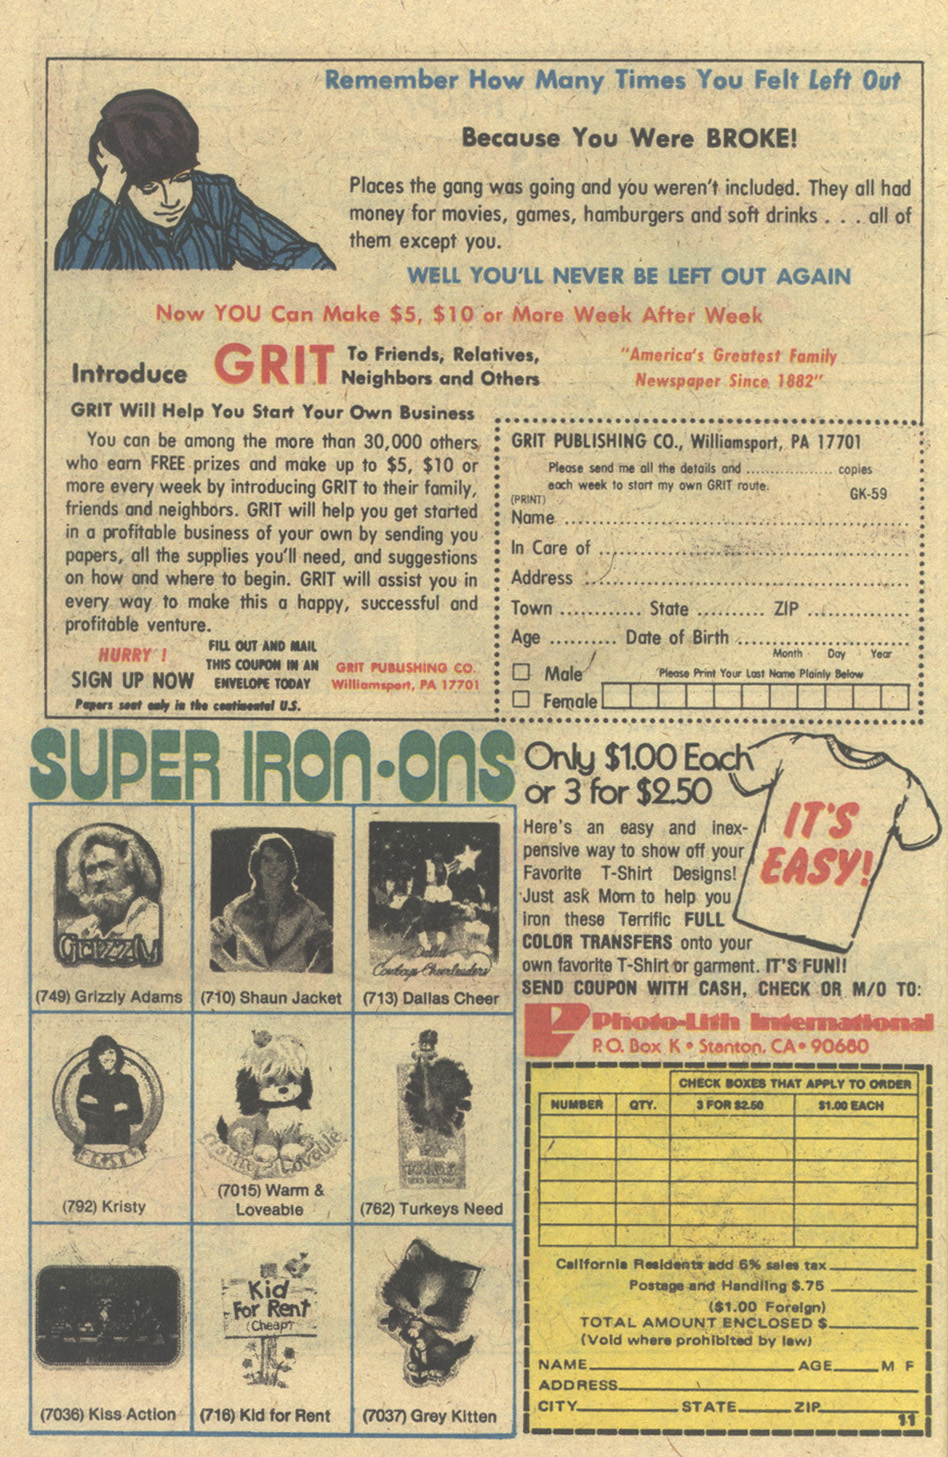 Remember How Many Times You Felt Left Out
Because You Were BROKE!
Places the gang was going and you weren't included. They all had
money for movies, games, hamburgers and soft drinks . . . all of
them except you.
WELL YOU'LL NEVER BE LEFT OUT AGAIN
Now YOU Can Make $5, $10 or More Week After Week
Introduce GRIT To Friends, Relatives,
Neighbors and Others
"America's Greatest Family
Newspaper Since 1882"
GRIT Will Help You Start Your Own Business
You can be among the more than 30,000 others
who earn FREE prizes and make up to $5, $10 or
more every week by introducing GRIT to their family,
friends and neighbors. GRIT will help you get started
in a profitable business of your own by sending you
papers, all the supplies you'll need, and suggestions
on how and where to begin. GRIT will assist you in
every way to make this a happy, successful and
profitable venture.
HURRY !
SIGN UP NOW
FILL OUT AND MAIL
THIS COUPON IN AN
ENVELOPE TODAY
GRIT PUBLISHING CO.
Williamsport, PA 17701
Papers sent only in the continental U.S.
GRIT PUBLISHING CO., Williamsport, PA 17701
Please send me all the details and .................... copies
each week to start my own GRIT route.
GK-59
(PRINT)
Name
In Care of
Address
Town ............ State .......... ZIP ...............
Age .......... Date of Birth
Month Day Year
Male
Please Print Your Last Name Plainly Below
Female
SUPER IRON-ONS
Grizzly
(749) Grizzly Adams
(710) Shaun Jacket
Dallas
Cowboys Cheerleaders
(713) Dallas Cheer
KRISTY
(792) Kristy
Lovable
(7015) Warm &
Loveable
(762) Turkeys Need
(7036) Kiss Action
Kid
For Rent
(Cheap)
(716) Kid for Rent
(7037) Grey Kitten
Only $1.00 Each
or 3 for $2.50
IT'S
EASY!
Here's an easy and inex-
pensive way to show off your
Favorite T-Shirt Designs!
Just ask Mom to help you
iron these Terrific FULL
COLOR TRANSFERS onto your
own favorite T-Shirt or garment. IT'S FUN!!
SEND COUPON WITH CASH, CHECK OR M/O TO:
Photo-Lith International
P.O. Box K • Stanton, CA • 90680
CHECK BOXES THAT APPLY TO ORDER
NUMBER QTY. 3 FOR $2.50 $1.00 EACH
California Residents add 6% sales tax
Postage and Handling $.75
($1.00 Foreign)
TOTAL AMOUNT ENCLOSED $
(Void where prohibited by law)
NAME AGE M F
ADDRESS
CITY STATE ZIP
11